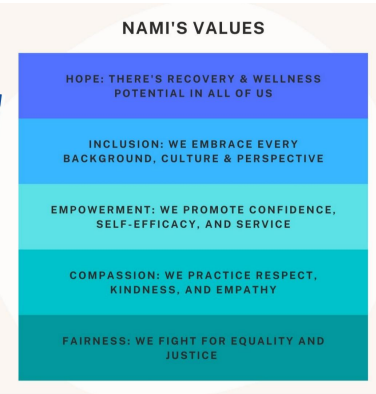 NAMI'S VALUES
HOPE: THERE'S RECOVERY & WELLNESS
POTENTIAL IN ALL OF US
INCLUSION: WE EMBRACE EVERY
BACKGROUND, CULTURE & PERSPECTIVE
EMPOWERMENT: WE PROMOTE CONFIDENCE,
SELF-EFFICACY, AND SERVICE
COMPASSION: WE PRACTICE RESPECT,
KINDNESS, AND EMPATHY
FAIRNESS: WE FIGHT FOR EQUALITY AND
JUSTICE